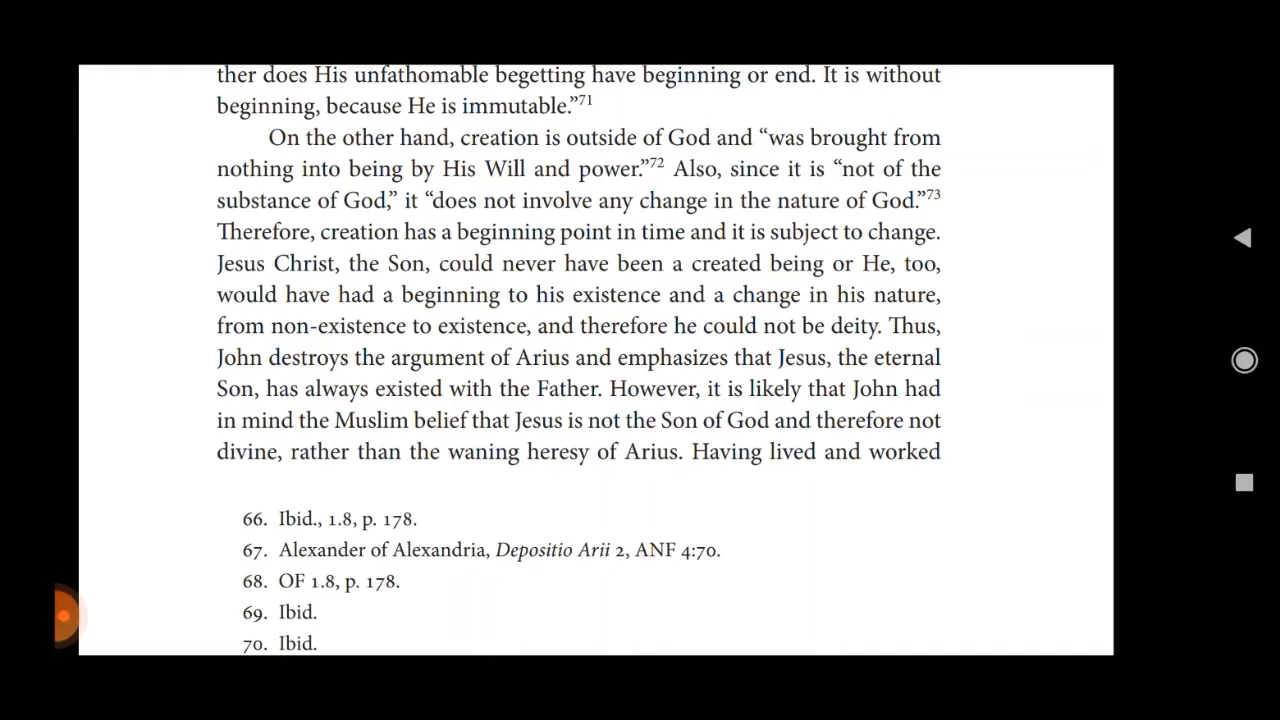 ther does His unfathomable begetting have beginning or end. It is without
beginning, because He is immutable.”71
On the other hand, creation is outside of God and “was brought from
nothing into being by His Will and power.”72 Also, since it is “not of the
substance of God,” it “does not involve any change in the nature of God.”73
Therefore, creation has a beginning point in time and it is subject to change.
Jesus Christ, the Son, could never have been a created being or He, too,
would have had a beginning to his existence and a change in his nature,
from non-existence to existence, and therefore he could not be deity. Thus,
John destroys the argument of Arius and emphasizes that Jesus, the eternal
Son, has always existed with the Father. However, it is likely that John had
in mind the Muslim belief that Jesus is not the Son of God and therefore not
divine, rather than the waning heresy of Arius. Having lived and worked
66. Ibid., 1.8, p. 178.
67. Alexander of Alexandria, Depositio Arii 2, ANF 4:70.
68. OF 1.8, p. 178.
69. Ibid.
70. Ibid.